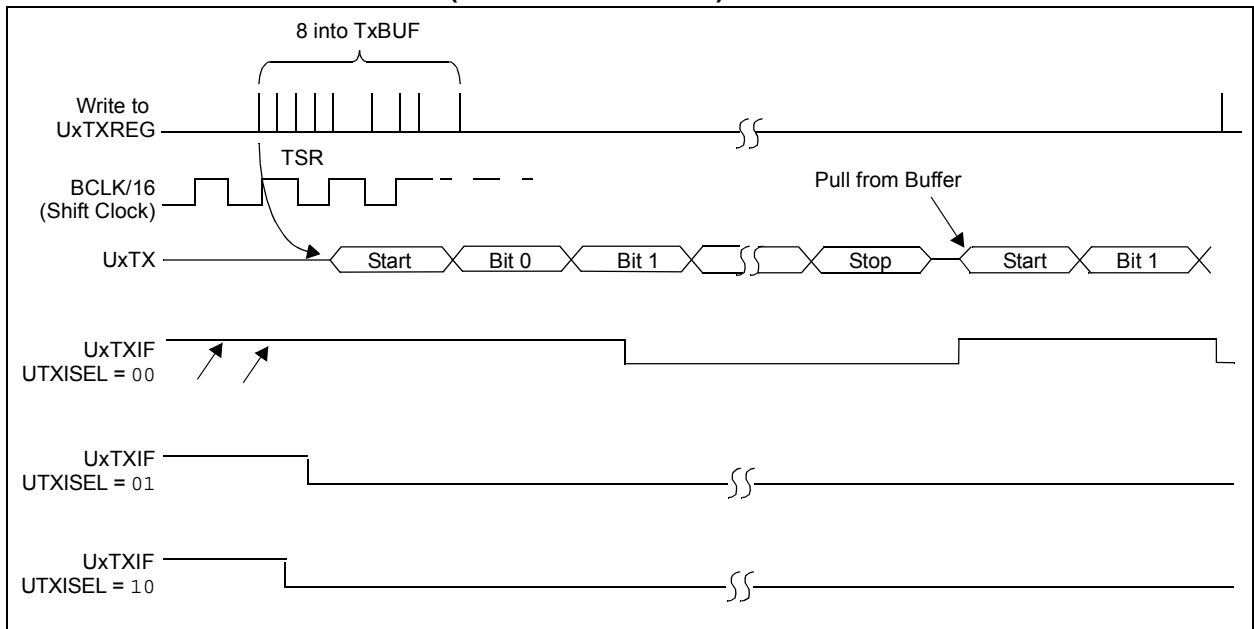 8 into TxBUF
Write to
UxTXREG
TSR
BCLK/16
(Shift Clock)
Pull from Buffer
UxTX
Start
Bit 0
Bit 1
Stop
Start
Bit 1
UxTXIF
UTXISEL = 00
UxTXIF
UTXISEL = 01
UxTXIF
UTXISEL = 10